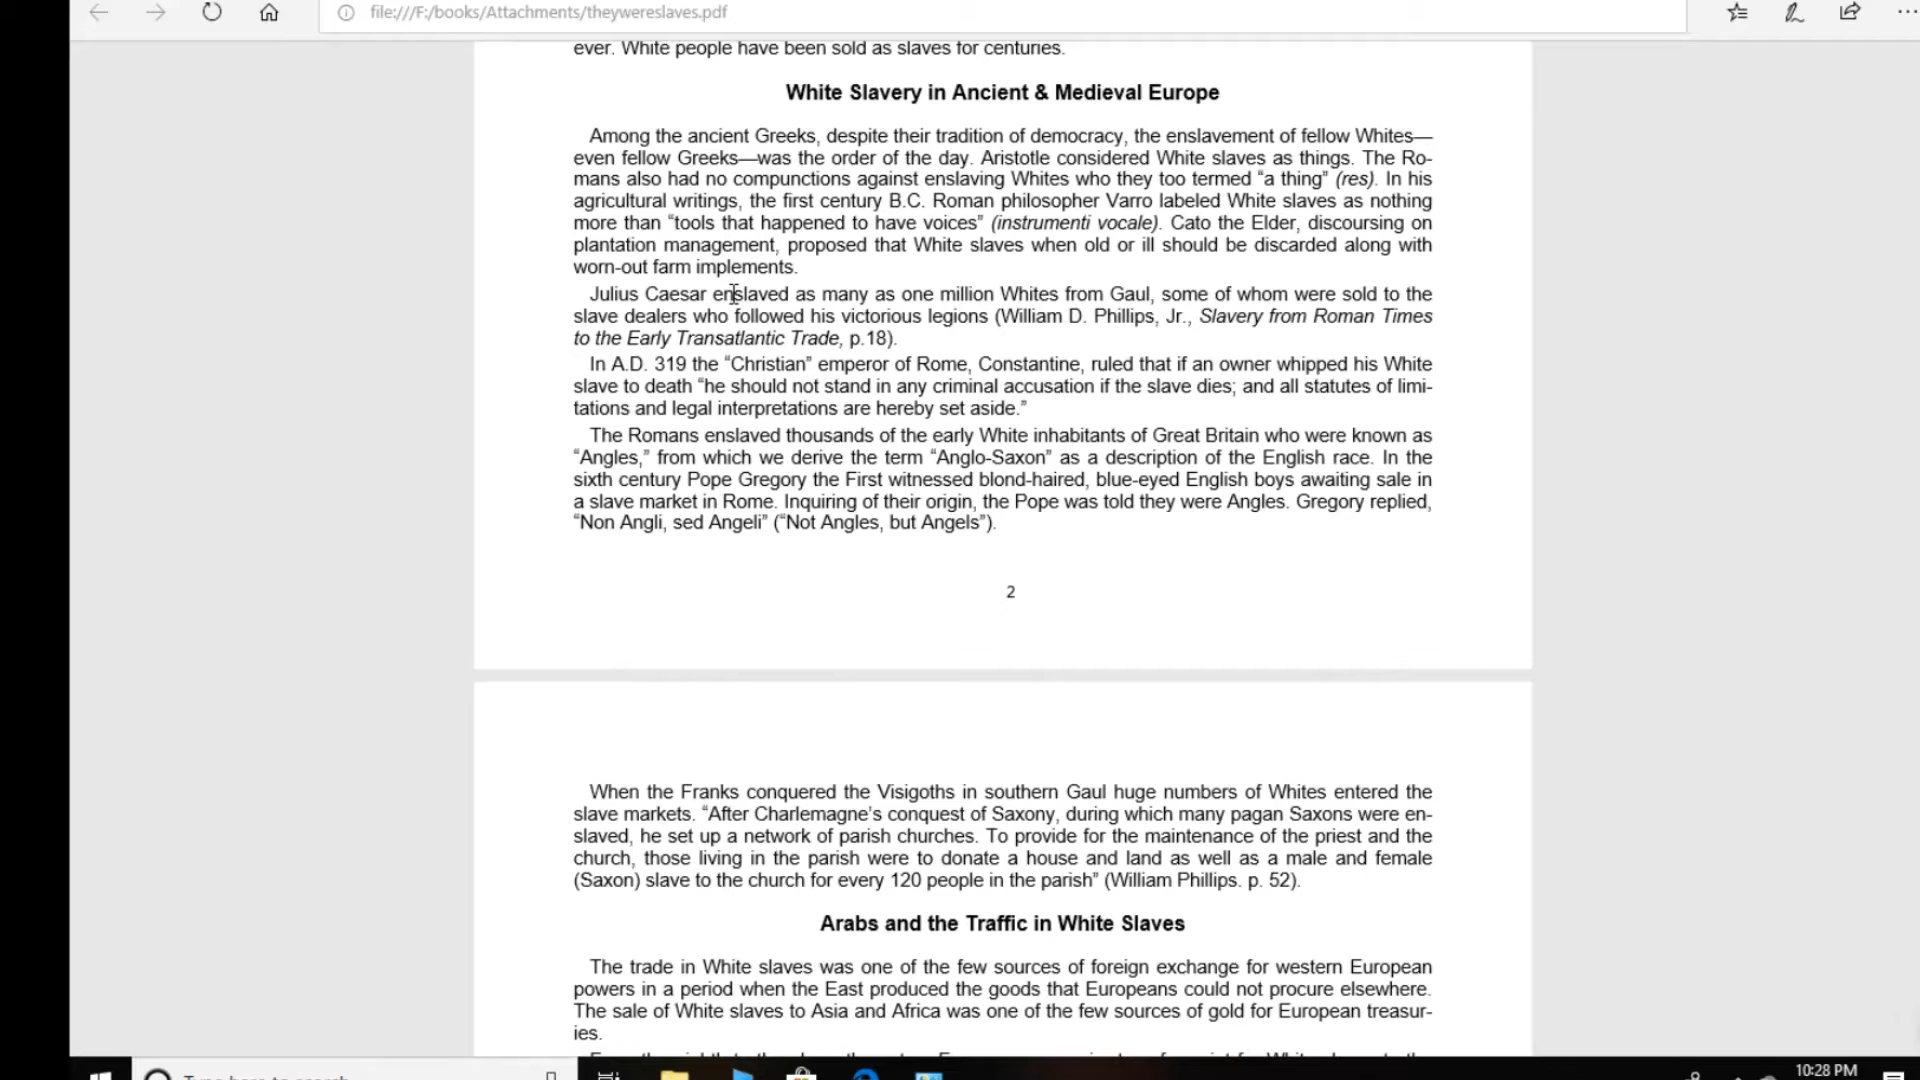 file:///F:/books/Attachments/theywereslaves.pdf
ever. White people have been sold as slaves for centuries.
White Slavery in Ancient & Medieval Europe
Among the ancient Greeks, despite their tradition of democracy, the enslavement of fellow Whites—
even fellow Greeks—was the order of the day. Aristotle considered White slaves as things. The Ro-
mans also had no compunctions against enslaving Whites who they too termed “a thing” (res). In his
agricultural writings, the first century B.C. Roman philosopher Varro labeled White slaves as nothing
more than “tools that happened to have voices” (instrumenti vocale). Cato the Elder, discoursing on
plantation management, proposed that White slaves when old or ill should be discarded along with
worn-out farm implements.
Julius Caesar enslaved as many as one million Whites from Gaul, some of whom were sold to the
slave dealers who followed his victorious legions (William D. Phillips, Jr., Slavery from Roman Times
to the Early Transatlantic Trade, p.18).
In A.D. 319 the “Christian” emperor of Rome, Constantine, ruled that if an owner whipped his White
slave to death “he should not stand in any criminal accusation if the slave dies; and all statutes of limi-
tations and legal interpretations are hereby set aside.”
The Romans enslaved thousands of the early White inhabitants of Great Britain who were known as
“Angles,” from which we derive the term “Anglo-Saxon” as a description of the English race. In the
sixth century Pope Gregory the First witnessed blond-haired, blue-eyed English boys awaiting sale in
a slave market in Rome. Inquiring of their origin, the Pope was told they were Angles. Gregory replied,
“Non Angli, sed Angeli” (“Not Angles, but Angels”).
2
When the Franks conquered the Visigoths in southern Gaul huge numbers of Whites entered the
slave markets. “After Charlemagne’s conquest of Saxony, during which many pagan Saxons were en-
slaved, he set up a network of parish churches. To provide for the maintenance of the priest and the
church, those living in the parish were to donate a house and land as well as a male and female
(Saxon) slave to the church for every 120 people in the parish” (William Phillips. p. 52).
Arabs and the Traffic in White Slaves
The trade in White slaves was one of the few sources of foreign exchange for western European
powers in a period when the East produced the goods that Europeans could not procure elsewhere.
The sale of White slaves to Asia and Africa was one of the few sources of gold for European treasur-
ies.
Type here to search
10:28 PM